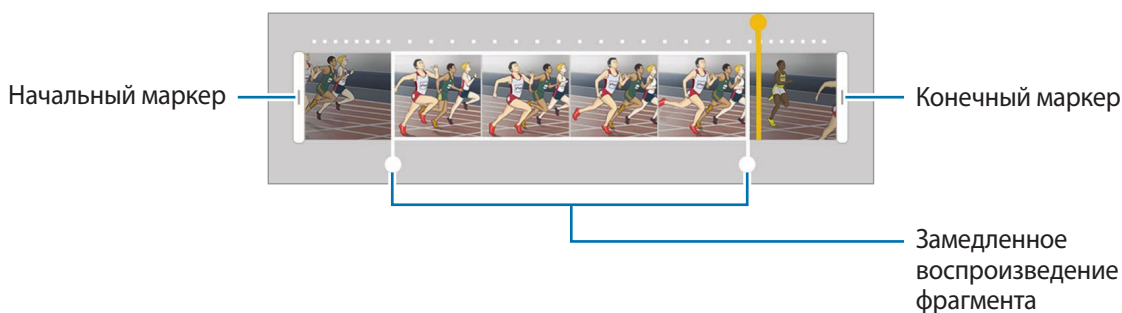 Начальный маркер
Конечный маркер
Замедленное
воспроизведение
фрагмента